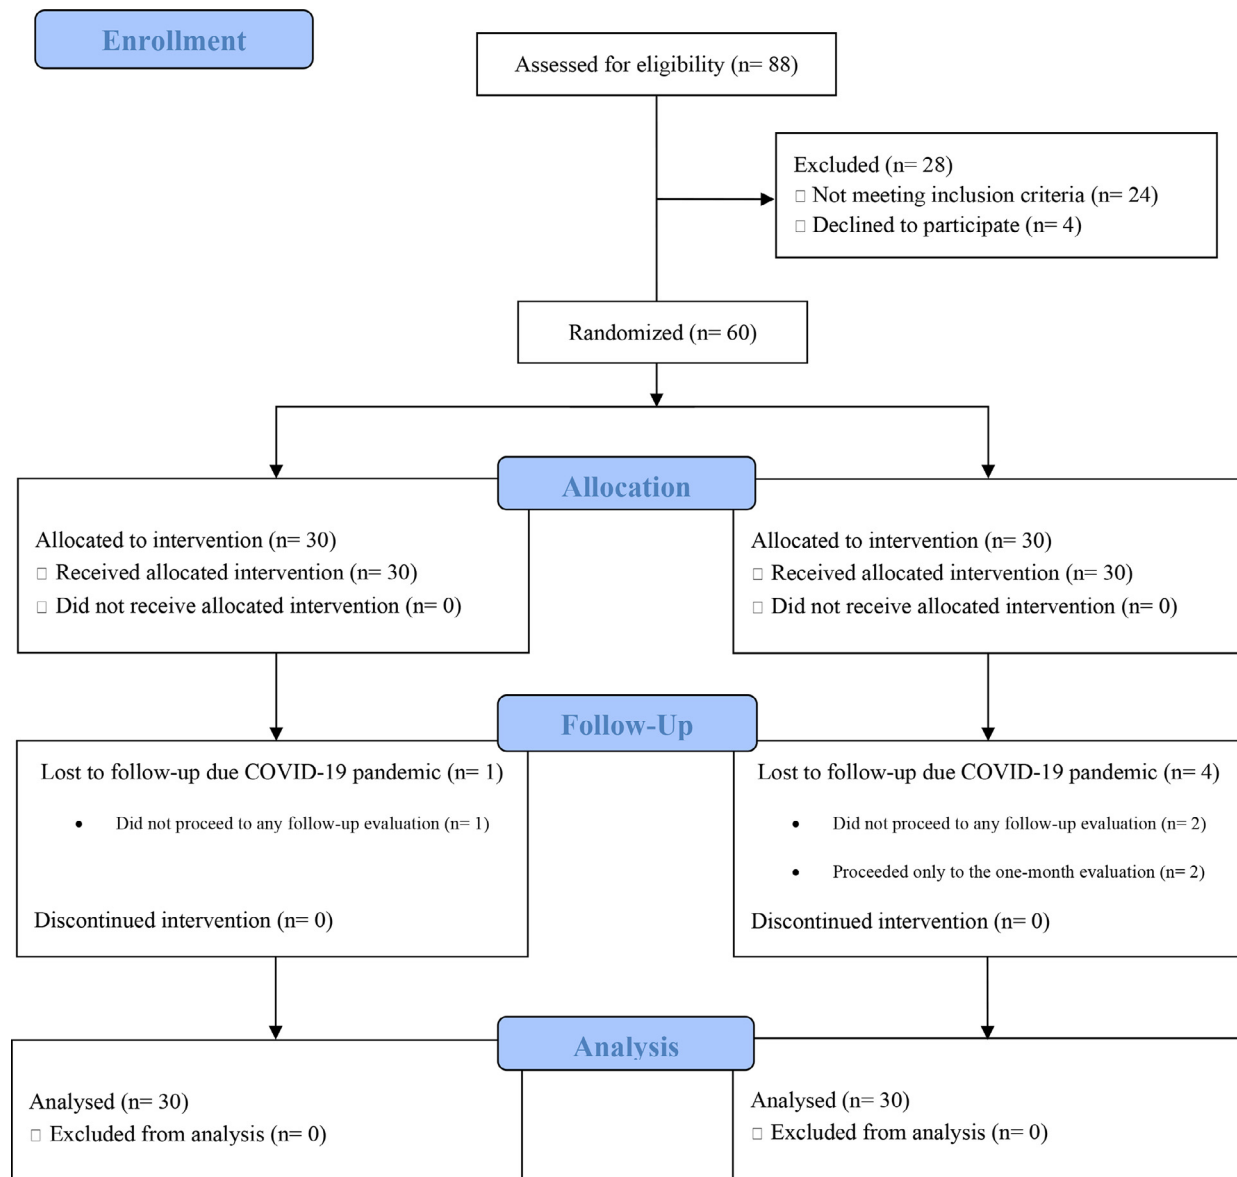 Enrollment
Assessed for eligibility (n= 88)
Excluded (n= 28)
Not meeting inclusion criteria (n= 24)
Declined to participate (n= 4)
Randomized (n= 60)
Allocation
Allocated to intervention (n= 30)
Received allocated intervention (n= 30)
Did not receive allocated intervention (n= 0)
Allocated to intervention (n= 30)
Received allocated intervention (n= 30)
Did not receive allocated intervention (n= 0)
Follow-Up
Lost to follow-up due COVID-19 pandemic (n= 1)
• Did not proceed to any follow-up evaluation (n= 1)
Discontinued intervention (n= 0)
Lost to follow-up due COVID-19 pandemic (n= 4)
• Did not proceed to any follow-up evaluation (n= 2)
• Proceeded only to the one-month evaluation (n= 2)
Discontinued intervention (n= 0)
Analysis
Analysed (n= 30)
Excluded from analysis (n= 0)
Analysed (n= 30)
Excluded from analysis (n= 0)